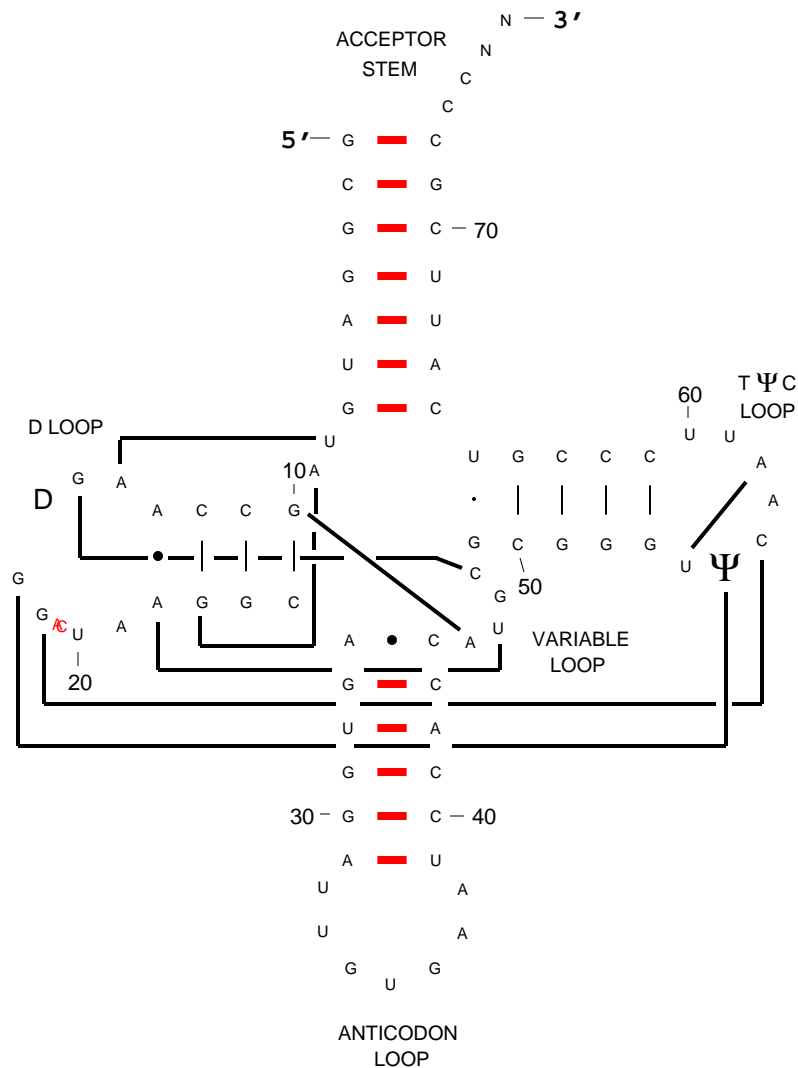 N — 3′
ACCEPTOR
STEM
N
C
C
5′ — G C
C G
G C — 70
G U
A U
U A
G C
60
T Ψ C
LOOP
D LOOP
U
U U
U G C C C
A
G A
10 A
D
A C C G
A
G C G G G U Ψ C
C 50
G
G
A G G C
G A C U A
A C A U
VARIABLE
LOOP
20
G C
U A
G C
30 — G C — 40
A U
U A
U A
G G
U
ANTICODON
LOOP